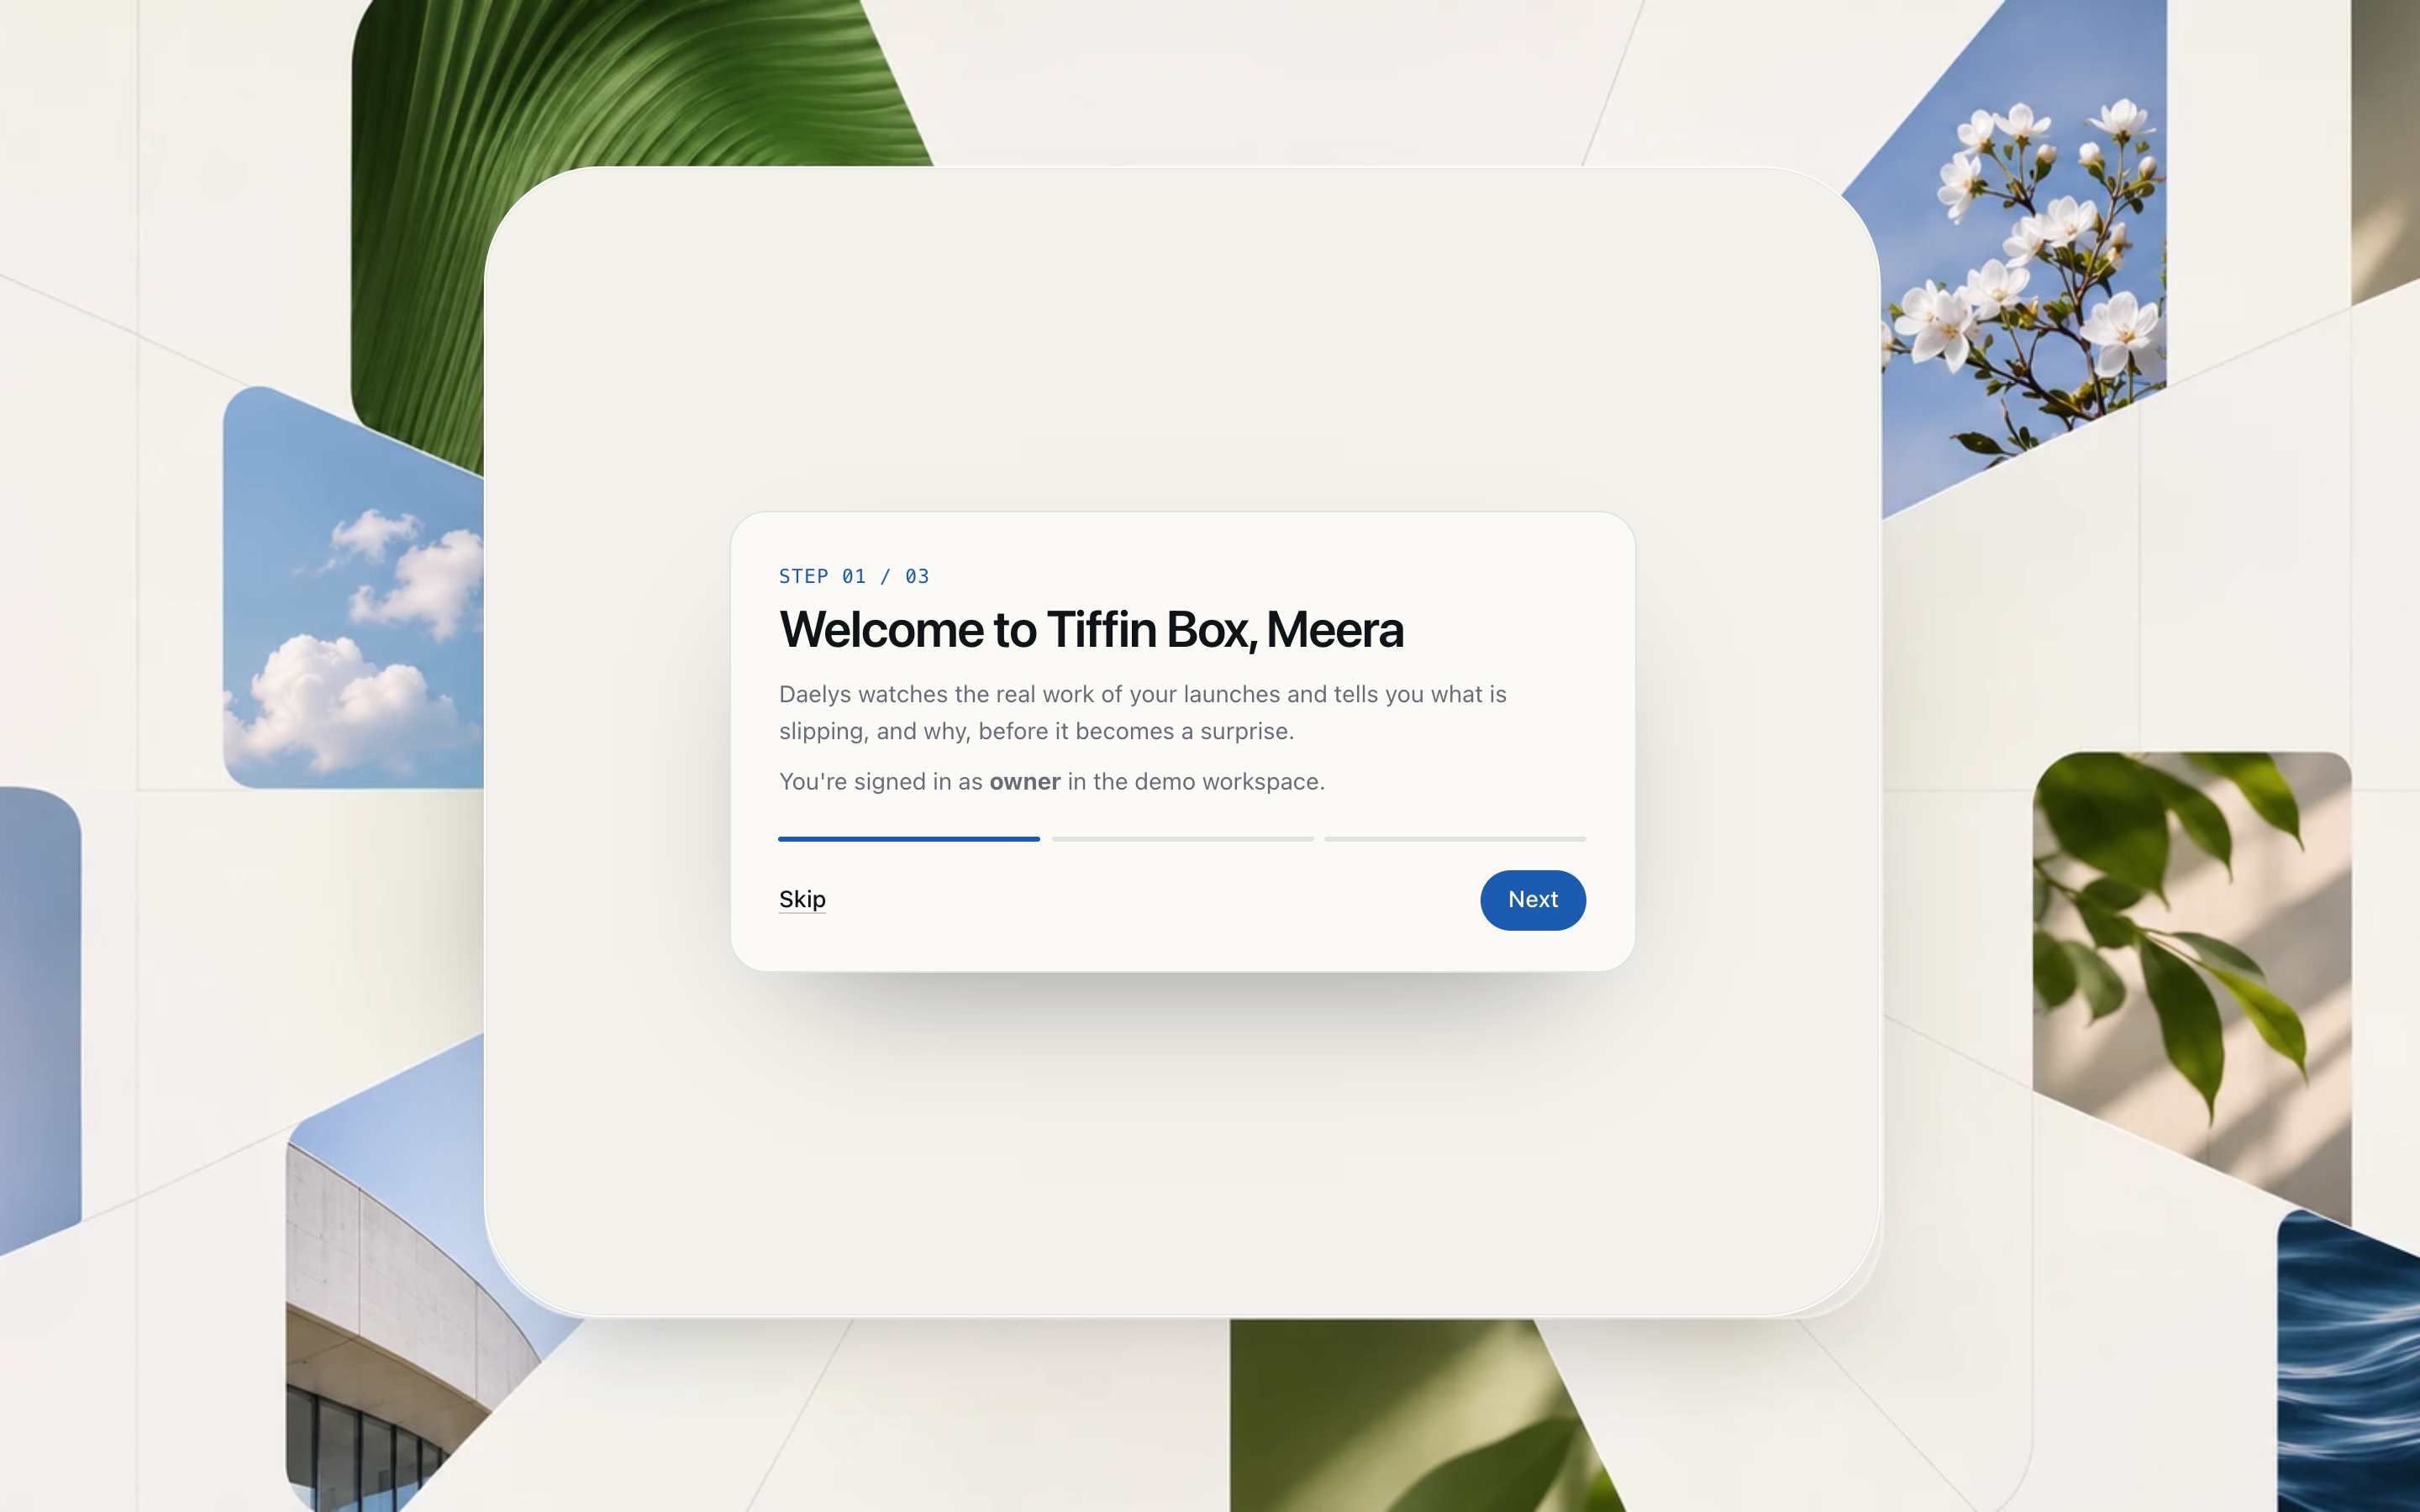 STEP 01 / 03
Welcome to Tiffin Box, Meera
Daelys watches the real work of your launches and tells you what is
slipping, and why, before it becomes a surprise.
You're signed in as owner in the demo workspace.
Skip
Next